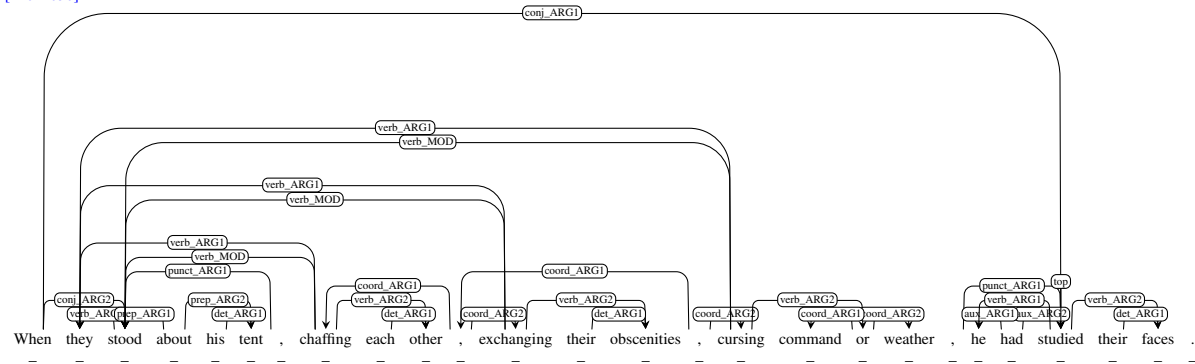 conj_ARG1
verb_ARG1
verb_MOD
verb_ARG1
verb_MOD
verb_ARG1
verb_MOD
punct_ARG1 coord_ARG1
coord_ARG1 punct_ARG1 top
conj_ARG2 prep_ARG2 verb_ARG2 verb_ARG2 verb_ARG2 verb_ARG1 verb_ARG2
prep_ARG1 det_ARG1 det_ARG1 coord_ARG2 det_ARG1 coord_ARG2 coord_ARG1 aux_ARG1 det_ARG1
When they stood about his tent , chaffing each other , exchanging their obscenities , cursing command or weather , he had studied their faces .